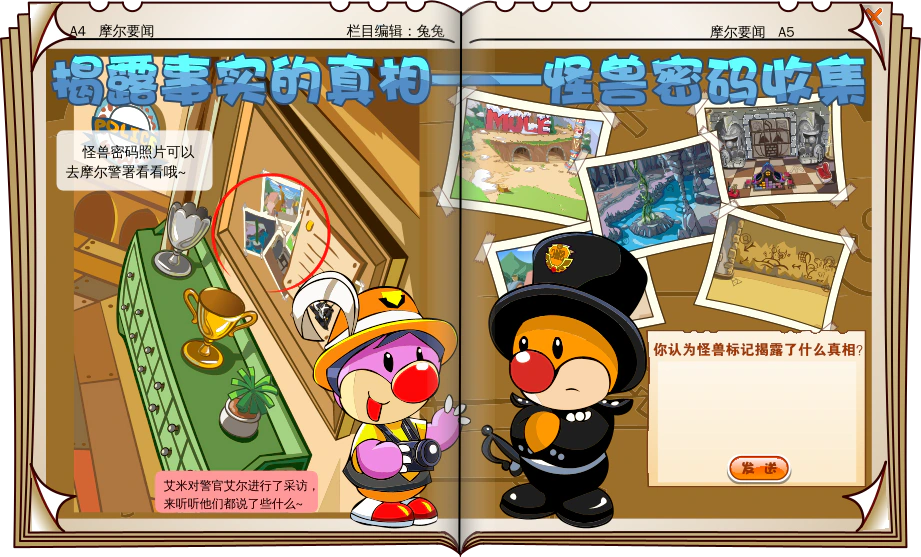 A4 摩尔要闻
栏目编辑：兔兔
摩尔要闻 A5
揭露事实的真相——怪兽密码收集
怪兽密码照片可以
去摩尔警署看看哦~
MOLE
你认为怪兽标记揭露了什么真相?
发 送
艾米对警官艾尔进行了采访，
来听听他们都说了些什么~